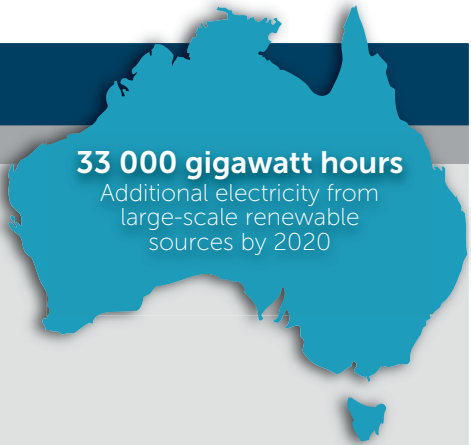 33 000 gigawatt hours
Additional electricity from
large-scale renewable
sources by 2020